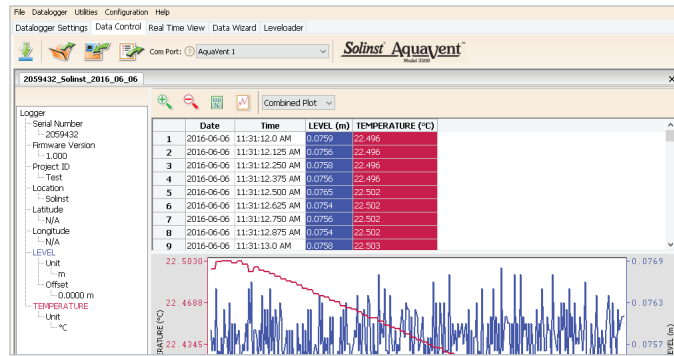 File Datalogger Utilities Configuration Help
Datalogger Settings Data Control Real Time View Data Wizard Leveloader
Com Port: ? AquaVent 1 Solinst Aquavent™
Model 3500
2059432_Solinst_2016_06_06 x
100 % Combined Plot
Logger
Serial Number
2059432
Firmware Version
1.000
Project ID
Test
Location
Solinst
Latitude
N/A
Longitude
N/A
LEVEL
Unit
m
Offset
0.0000 m
TEMPERATURE
Unit
°C
Date Time LEVEL (m) TEMPERATURE (°C)
1 2016-06-06 11:31:12.0 AM 0.0759 22.496
2 2016-06-06 11:31:12.125 AM 0.0756 22.496
3 2016-06-06 11:31:12.250 AM 0.0758 22.496
4 2016-06-06 11:31:12.375 AM 0.0756 22.496
5 2016-06-06 11:31:12.500 AM 0.0765 22.502
6 2016-06-06 11:31:12.625 AM 0.0754 22.502
7 2016-06-06 11:31:12.750 AM 0.0756 22.502
8 2016-06-06 11:31:12.875 AM 0.0754 22.502
9 2016-06-06 11:31:13.0 AM 0.0758 22.503
22.5030 0.0769
22.4688 0.0763
22.4345 0.0757
RATURE (°C)
LEVEL (m)